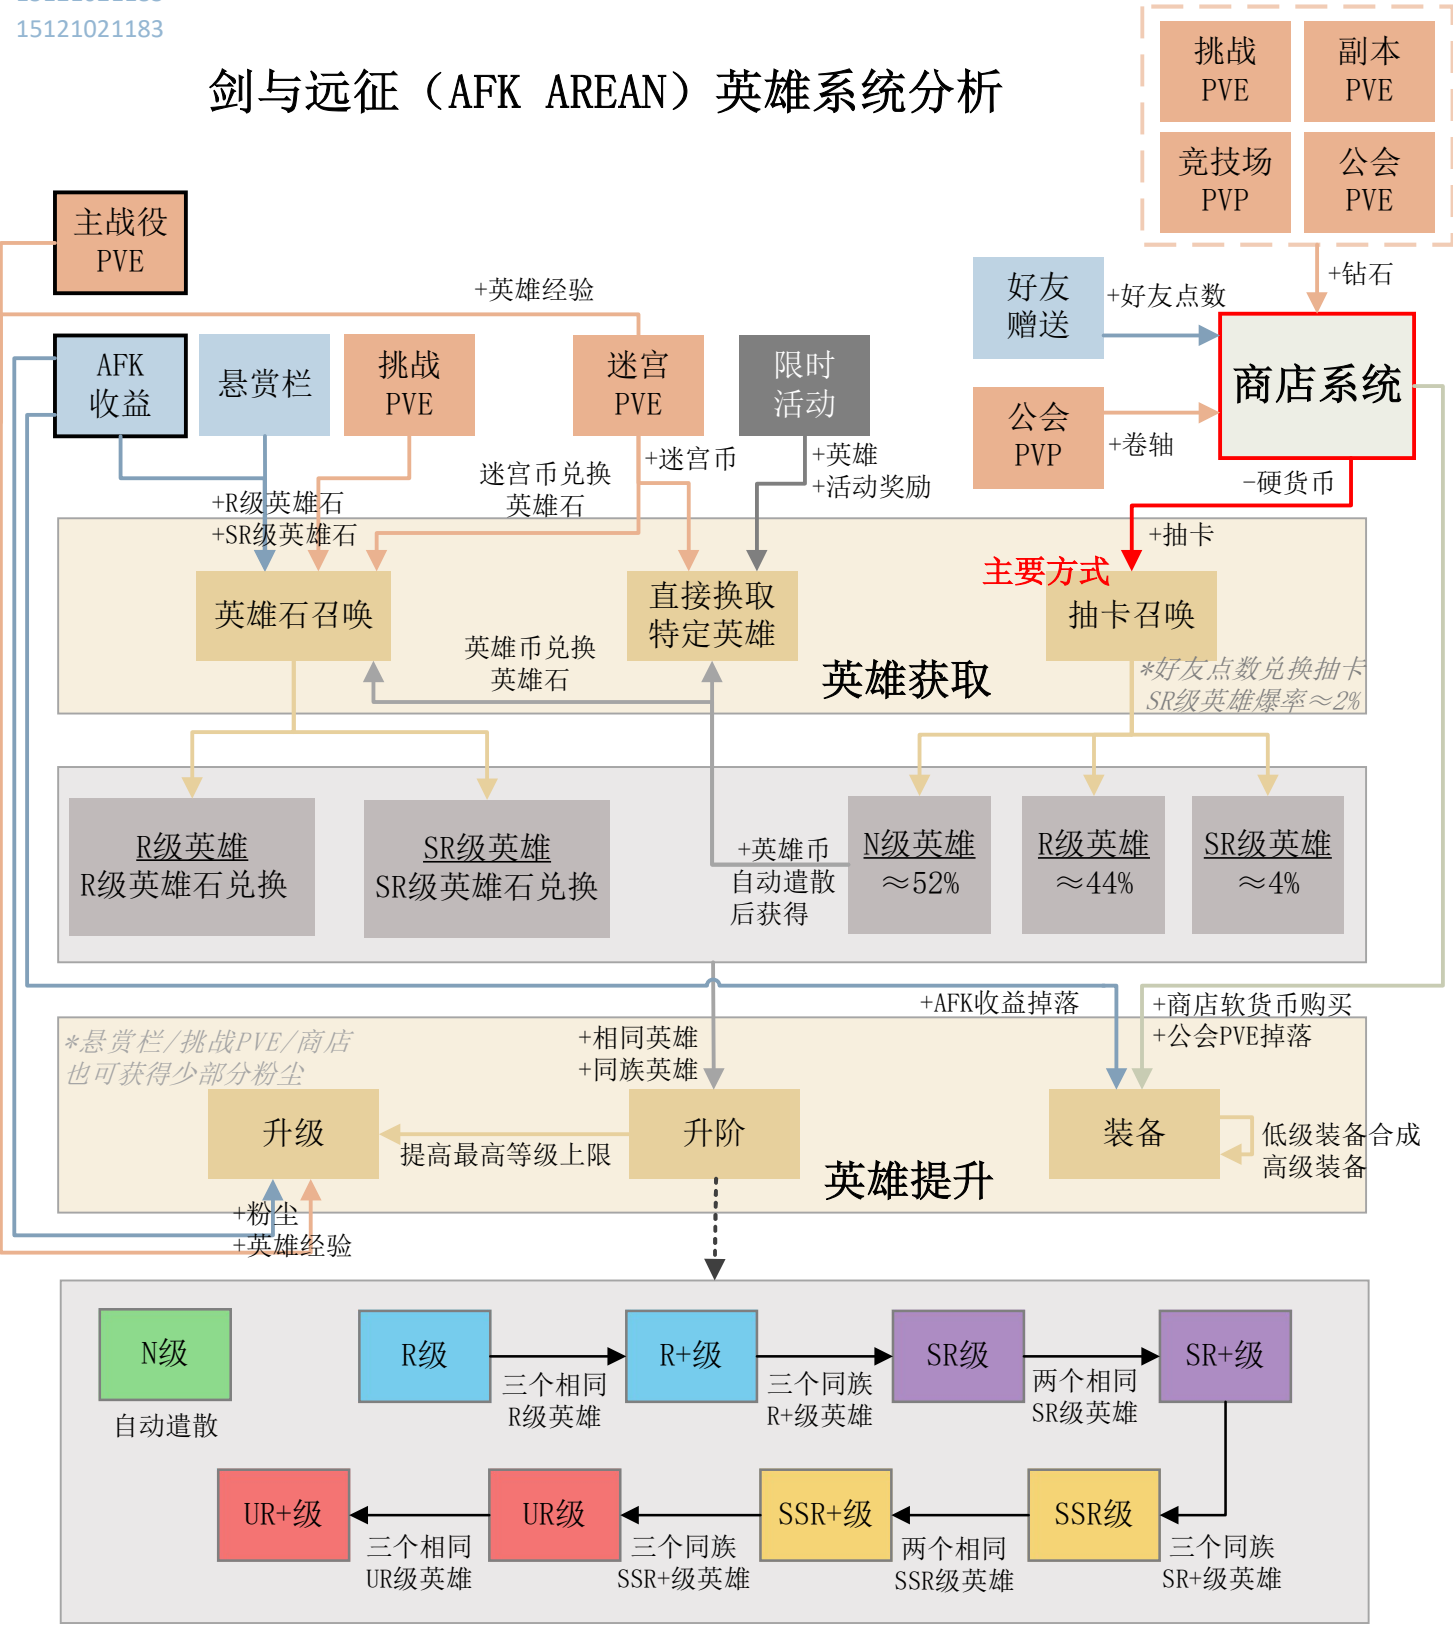 15121021183
剑与远征（AFK AREAN）英雄系统分析
挑战
PVE
副本
PVE
竞技场
PVP
公会
PVE
+钻石
主战役
PVE
+英雄经验
好友
赠送
+好友点数
AFK
收益
悬赏栏
挑战
PVE
迷宫
PVE
限时
活动
公会
PVP
+卷轴
商店系统
-硬货币
+R级英雄石
+SR级英雄石
迷宫币兑换
英雄石
+迷宫币
+英雄
+活动奖励
+抽卡
主要方式
英雄石召唤
直接换取
特定英雄
抽卡召唤
英雄币兑换
英雄石
英雄获取
*好友点数兑换抽卡
SR级英雄爆率≈2%
R级英雄
R级英雄石兑换
SR级英雄
SR级英雄石兑换
+英雄币
自动遣散
后获得
N级英雄
≈52%
R级英雄
≈44%
SR级英雄
≈4%
+AFK收益掉落
+商店软货币购买
+公会PVE掉落
*悬赏栏/挑战PVE/商店
也可获得少部分粉尘
+相同英雄
+同族英雄
升级
提高最高等级上限
升阶
装备
低级装备合成
高级装备
英雄提升
+粉尘
+英雄经验
N级
自动遣散
R级
三个相同
R级英雄
R+级
三个同族
R+级英雄
SR级
两个相同
SR级英雄
SR+级
三个同族
SR+级英雄
SSR级
两个相同
SSR级英雄
SSR+级
三个同族
SSR+级英雄
UR级
三个相同
UR级英雄
UR+级